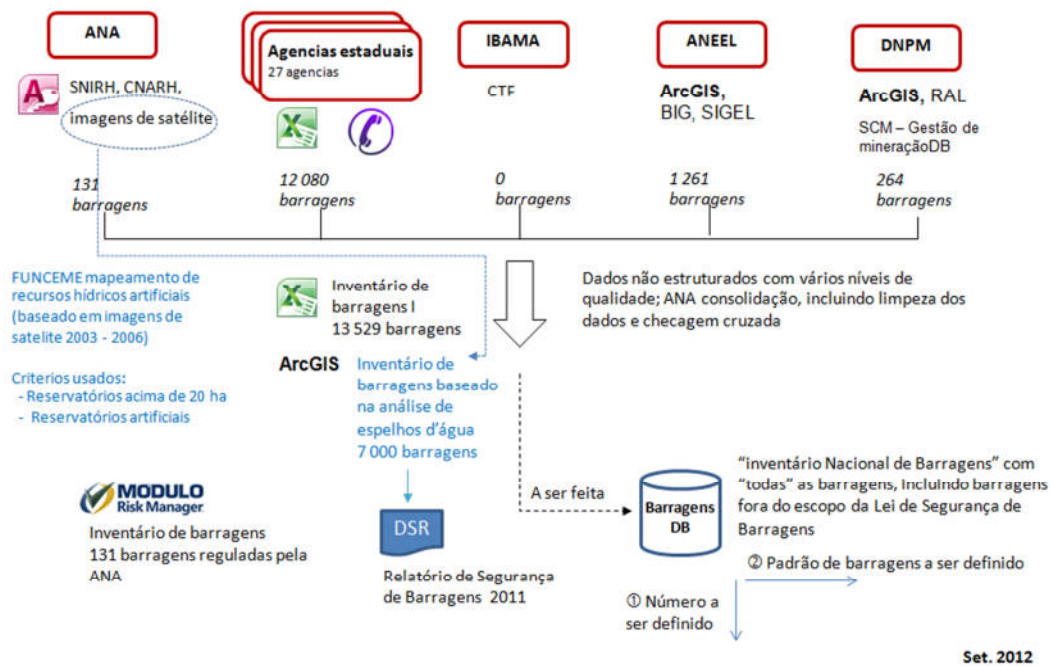 ANA
Agencias estaduais
27 agencias
IBAMA
ANEEL
DNPM
A
SNIRH, CNARH,
imagens de satélite
CTF
ArcGIS,
BIG, SIGEL
ArcGIS, RAL
SCM – Gestão de
mineraçãoDB
131
barragens
12 080
barragens
0
barragens
1 261
barragens
264
barragens
FUNCEME mapeamento de
recursos hídricos artificiais
(baseado em imagens de
satelite 2003 - 2006)
Criterios usados:
- Reservatórios acima de 20 ha
- Reservatórios artificiais
Inventário de
barragens I
13 529 barragens
ArcGIS
Inventário de
barragens baseado
na análise de
espelhos d'água
7 000 barragens
Dados não estruturados com vários níveis de
qualidade; ANA consolidação, incluindo limpeza dos
dados e checagem cruzada
MODULO
Risk Manager
Inventário de barragens
131 barragens reguladas pela
ANA
DSR
Relatório de Segurança
de Barragens 2011
A ser feita
Barragens
DB
"Inventário Nacional de Barragens" com
"todas" as barragens, incluindo barragens
fora do escopo da Lei de Segurança de
Barragens
② Padrão de barragens a ser definido
① Número a
ser definido
Set. 2012